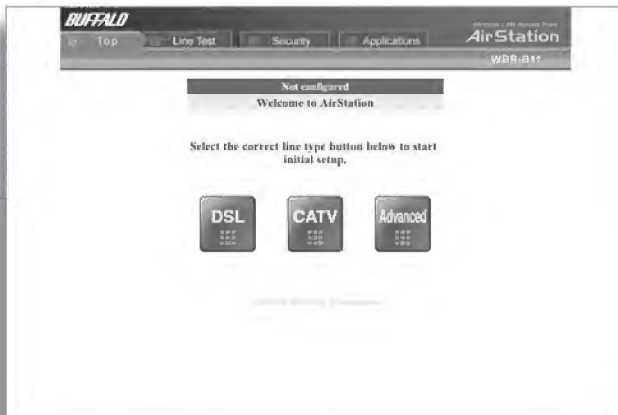 BUFFALO
Top
Line Test
Security
Applications
AirStation
WBR-B11
Not configured
Welcome to AirStation
Select the correct line type button below to start
initial setup.
DSL
CATV
Advanced